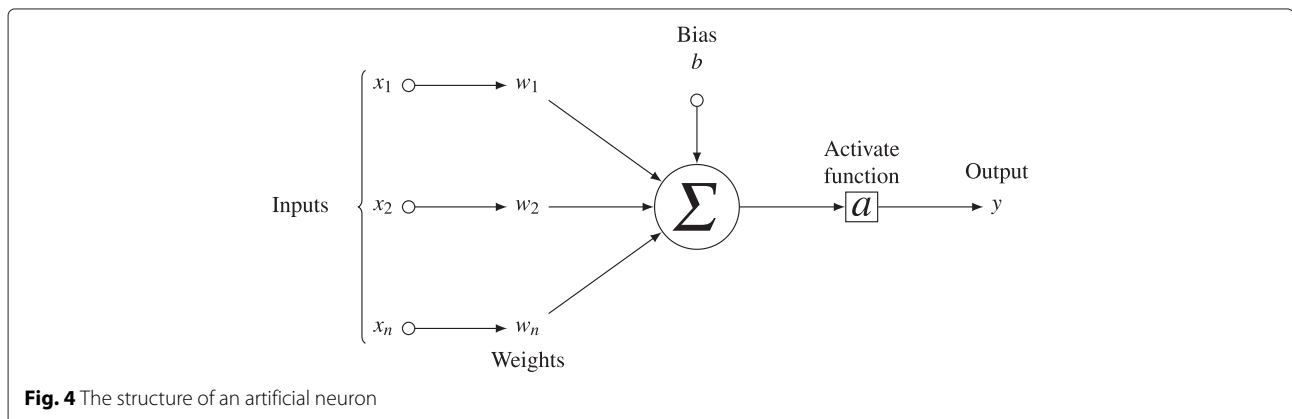 Bias
b
x1 w1
Activate
function
Output
Inputs x2 w2 Σ a y
xn wn
Weights
Fig. 4 The structure of an artificial neuron